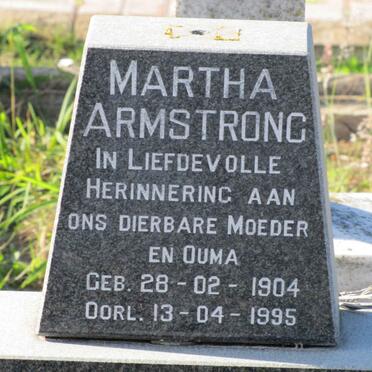 MARTHA
ARMSTRONG
IN LIEFDEVOLLE
HERINNERING AAN
ONS DIERBARE MOEDER
EN OUMA
GEB. 28-02-1904
OORL. 13-04-1995